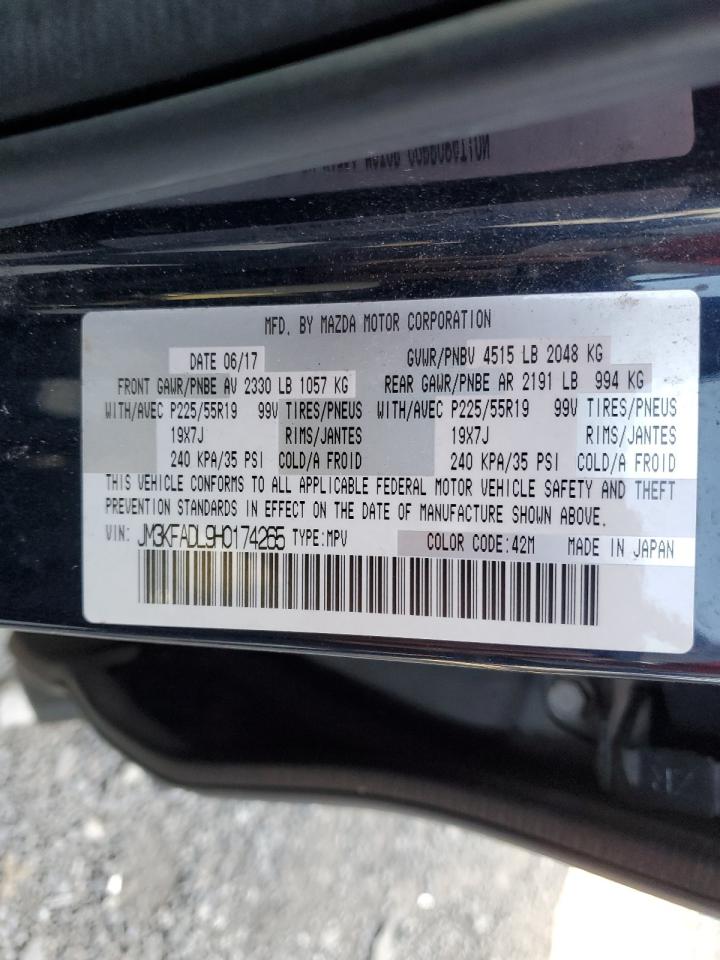 MFD. BY MAZDA MOTOR CORPORATION
DATE 06/17 GVWR/PNBV 4515 LB 2048 KG
FRONT GAWR/PNBE AV 2330 LB 1057 KG REAR GAWR/PNBE AR 2191 LB 994 KG
WITH/AVEC P225/55R19 99V TIRES/PNEUS WITH/AVEC P225/55R19 99V TIRES/PNEUS
19X7J RIMS/JANTES 19X7J RIMS/JANTES
240 KPA/35 PSI COLD/A FROID 240 KPA/35 PSI COLD/A FROID
THIS VEHICLE CONFORMS TO ALL APPLICABLE FEDERAL MOTOR VEHICLE SAFETY AND THEFT
PREVENTION STANDARDS IN EFFECT ON THE DATE OF MANUFACTURE SHOWN ABOVE.
VIN: JM3KFADL9H0174265 TYPE:MPV COLOR CODE:42M MADE IN JAPAN